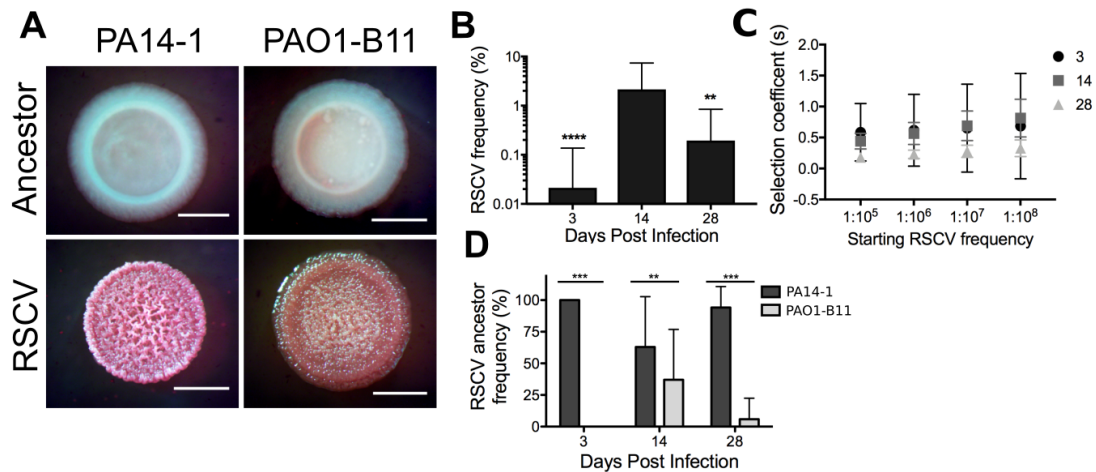 A
PA14-1
PAO1-B11
Ancestor
RSCV
B
RSCV frequency (%)
10
1
0.1
0.01
****
**
3
14
28
Days Post Infection
C
Selection coefficent (s)
2.0
1.5
1.0
0.5
0.0
-0.5
1:10⁵
1:10⁶
1:10⁷
1:10⁸
Starting RSCV frequency
3
14
28
D
RSCV ancestor
frequency (%)
100
75
50
25
0
***
**
***
3
14
28
Days Post Infection
PA14-1
PAO1-B11